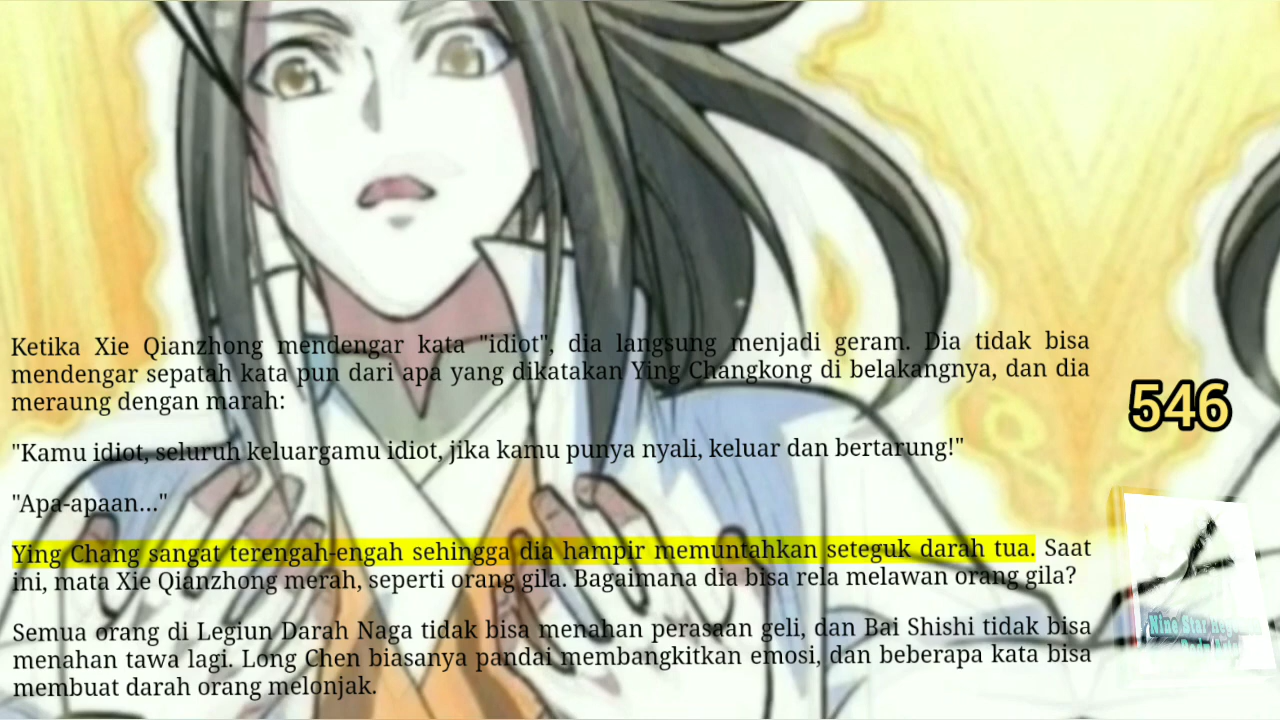 Ketika Xie Qianzhong mendengar kata "idiot", dia langsung menjadi geram. Dia tidak bisa
mendengar sepatah kata pun dari apa yang dikatakan Ying Changkong di belakangnya, dan dia
meraung dengan marah:
"Kamu idiot, seluruh keluargamu idiot, jika kamu punya nyali, keluar dan bertarung!"
"Apa-apaan..."
Ying Chang sangat terengah-engah sehingga dia hampir memuntahkan seteguk darah tua. Saat
ini, mata Xie Qianzhong merah, seperti orang gila. Bagaimana dia bisa rela melawan orang gila?
Semua orang di Legiun Darah Naga tidak bisa menahan perasaan geli, dan Bai Shishi tidak bisa
menahan tawa lagi. Long Chen biasanya pandai membangkitkan emosi, dan beberapa kata bisa
membuat darah orang melonjak.
546
Nine Star